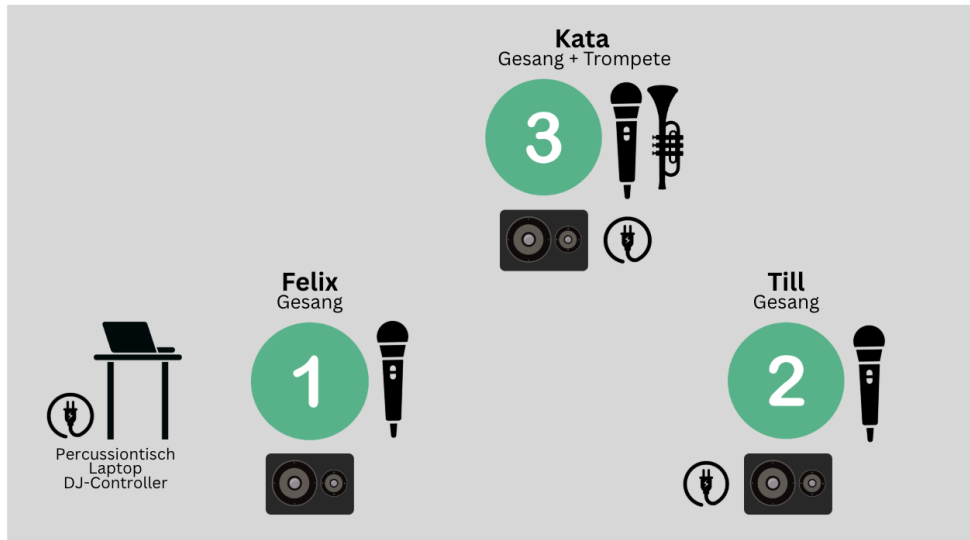 Kata
Gesang + Trompete
3
Felix
Gesang
1
Till
Gesang
2
Percussiontisch
Laptop
DJ-Controller